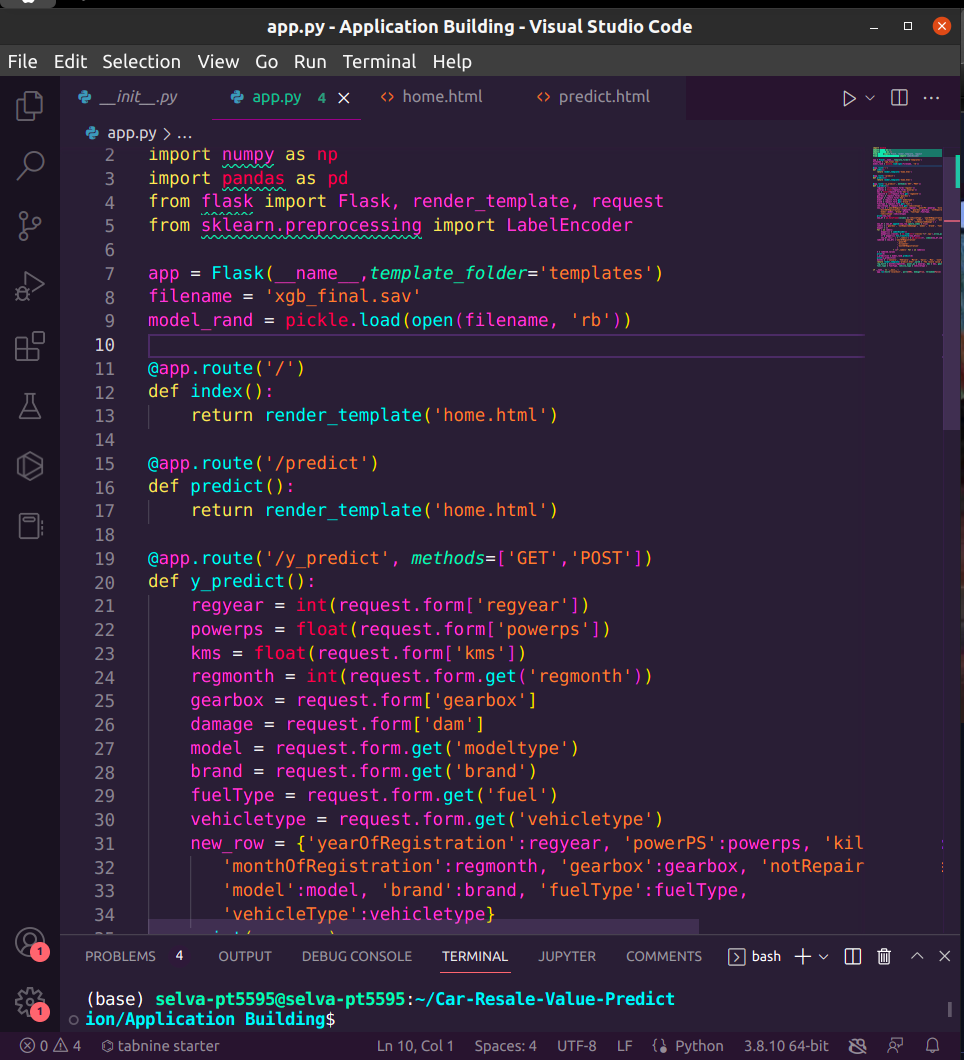 app.py - Application Building - Visual Studio Code
File Edit Selection View Go Run Terminal Help
__init__.py app.py 4 home.html predict.html
app.py > ...
2 import numpy as np
3 import pandas as pd
4 from flask import Flask, render_template, request
5 from sklearn.preprocessing import LabelEncoder
6
7 app = Flask(__name__,template_folder='templates')
8 filename = 'xgb_final.sav'
9 model_rand = pickle.load(open(filename, 'rb'))
10
11 @app.route('/')
12 def index():
13     return render_template('home.html')
14
15 @app.route('/predict')
16 def predict():
17     return render_template('home.html')
18
19 @app.route('/y_predict', methods=['GET','POST'])
20 def y_predict():
21     regyear = int(request.form['regyear'])
22     powerps = float(request.form['powerps'])
23     kms = float(request.form['kms'])
24     regmonth = int(request.form.get('regmonth'))
25     gearbox = request.form['gearbox']
26     damage = request.form['dam']
27     model = request.form.get('modeltype')
28     brand = request.form.get('brand')
29     fuelType = request.form.get('fuel')
30     vehicletype = request.form.get('vehicletype')
31     new_row = {'yearOfRegistration':regyear, 'powerPS':powerps, 'kil
32        'monthOfRegistration':regmonth, 'gearbox':gearbox, 'notRepair
33        'model':model, 'brand':brand, 'fuelType':fuelType,
34        'vehicleType':vehicletype}
PROBLEMS 4 OUTPUT DEBUG CONSOLE TERMINAL JUPYTER COMMENTS bash
(base) selva-pt5595@selva-pt5595:~/Car-Resale-Value-Predict
ion/Application Building$
1
1
0 4 tabnine starter Ln 10, Col 1 Spaces: 4 UTF-8 LF Python 3.8.10 64-bit